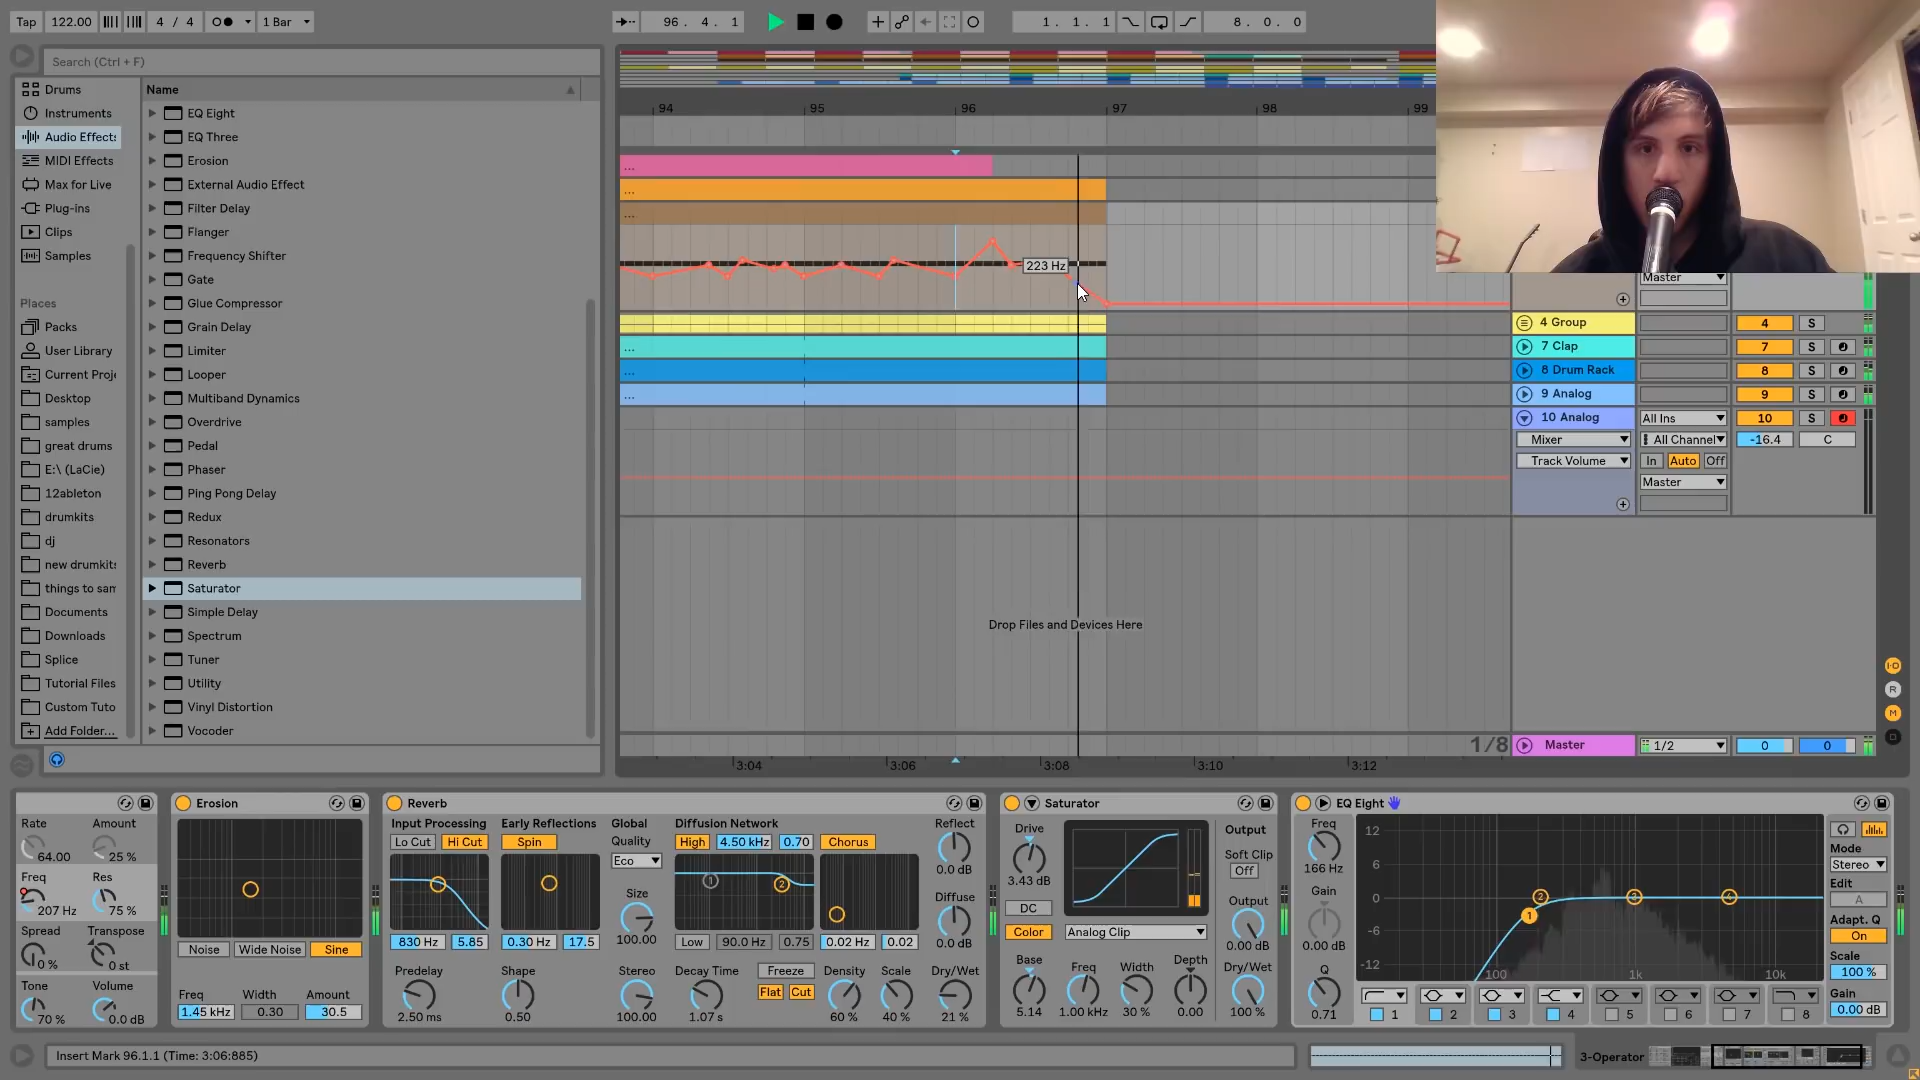 Tap 122.00 4 / 4 1 Bar 96 . 4 . 1 1 . 1 . 1 8 . 0 . 0
Search (Ctrl + F)
Drums
Instruments
Audio Effects
MIDI Effects
Max for Live
Plug-ins
Clips
Samples
Places
Packs
User Library
Current Proje
Desktop
samples
great drums
E:\ (LaCie)
12ableton
drumkits
dj
new drumkit
things to sam
Documents
Downloads
Splice
Tutorial Files
Custom Tuto
Add Folder...
Name
EQ Eight
EQ Three
Erosion
External Audio Effect
Filter Delay
Flanger
Frequency Shifter
Gate
Glue Compressor
Grain Delay
Limiter
Looper
Multiband Dynamics
Overdrive
Pedal
Phaser
Ping Pong Delay
Redux
Resonators
Reverb
Saturator
Simple Delay
Spectrum
Tuner
Utility
Vinyl Distortion
Vocoder
94 95 96 97 98 99
...
...
...
223 Hz
...
...
...
Drop Files and Devices Here
1/8
3:04 3:06 3:08 3:10 3:12
Master
4 Group 4 S
7 Clap 7 S
8 Drum Rack 8 S
9 Analog 9 S
10 Analog All Ins 10 S
Mixer All Channel -16.4 C
Track Volume In Auto Off
Master
Master 1/2 0 0
I·O
R
M
D
Rate Amount
64.00 25 %
Freq Res
207 Hz 75 %
Spread Transpose
0 % 0 st
Tone Volume
70 % 0.0 dB
Erosion
Noise Wide Noise Sine
Freq Width Amount
1.45 kHz 0.30 30.5
Reverb
Input Processing Early Reflections Global Diffusion Network Reflect
Lo Cut Hi Cut Spin Quality High 4.50 kHz 0.70 Chorus
Eco 0.0 dB
1 2
Size Diffuse
100.00 0.0 dB
830 Hz 5.85 0.30 Hz 17.5 Low 90.0 Hz 0.75 0.02 Hz 0.02
Predelay Shape Stereo Decay Time Freeze Density Scale Dry/Wet
Flat Cut
2.50 ms 0.50 100.00 1.07 s 60 % 40 % 21 %
Saturator
Drive Output
3.43 dB Soft Clip
Off
DC Output
Color Analog Clip 0.00 dB
Base Freq Width Depth Dry/Wet
5.14 1.00 kHz 30 % 0.00 100 %
EQ Eight
Freq 12 Mode
166 Hz 6 Stereo
Gain 0 Edit
A
0.00 dB -6 Adapt. Q
On
Q -12 100 1k 10k Scale
100 %
1 2 3 4
0.71 1 2 3 4 5 6 7 8 Gain
0.00 dB
Insert Mark 96.1.1 (Time: 3:06:885)
3-Operator